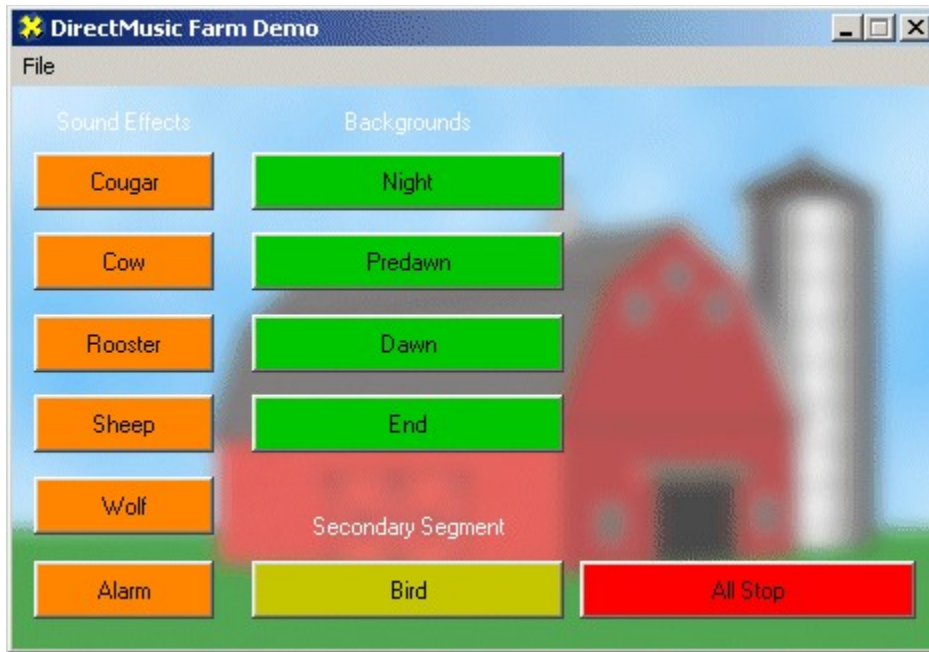 DirectMusic Farm Demo
File
Sound Effects Backgrounds
Cougar Night
Cow Predawn
Rooster Dawn
Sheep End
Wolf
Secondary Segment
Alarm Bird All Stop